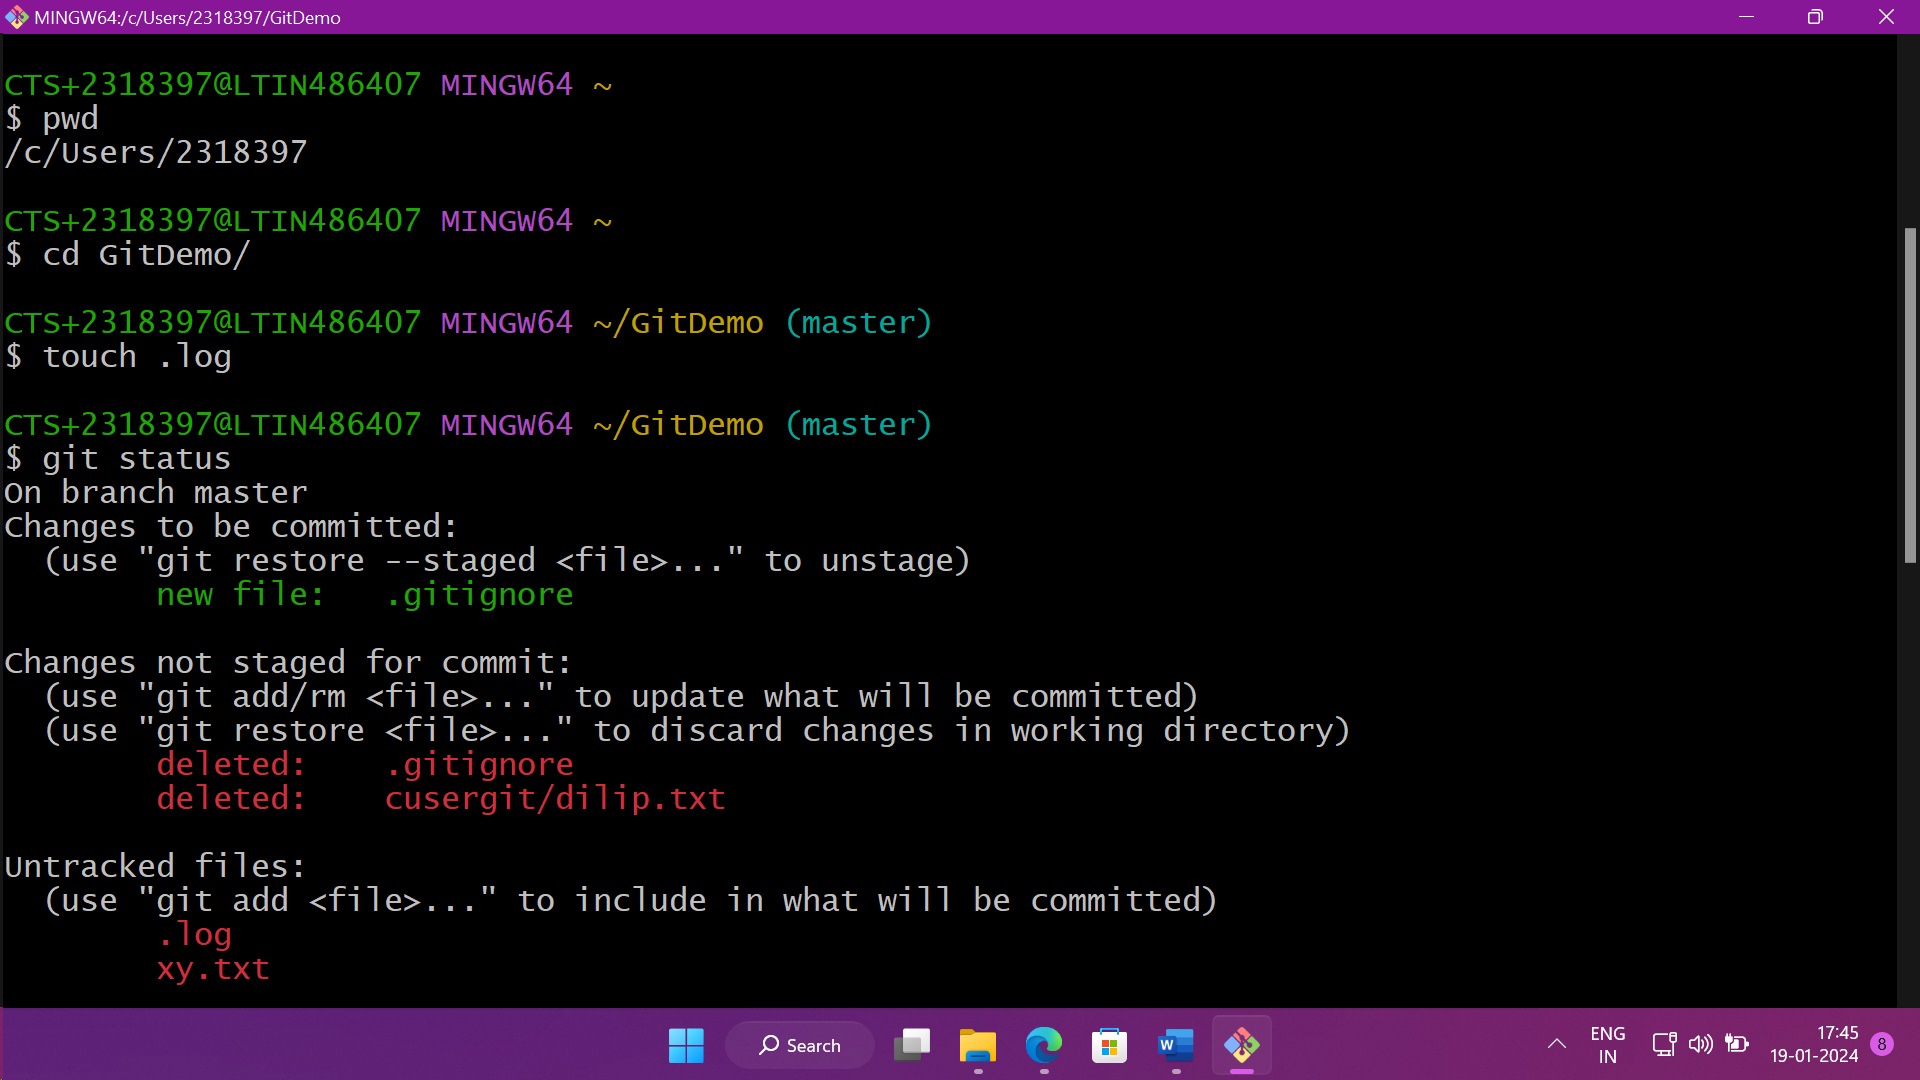 MINGW64:/c/Users/2318397/GitDemo
CTS+2318397@LTIN486407 MINGW64 ~
$ pwd
/c/Users/2318397
CTS+2318397@LTIN486407 MINGW64 ~
$ cd GitDemo/
CTS+2318397@LTIN486407 MINGW64 ~/GitDemo (master)
$ touch .log
CTS+2318397@LTIN486407 MINGW64 ~/GitDemo (master)
$ git status
On branch master
Changes to be committed:
  (use "git restore --staged <file>..." to unstage)
        new file:   .gitignore
Changes not staged for commit:
  (use "git add/rm <file>..." to update what will be committed)
  (use "git restore <file>..." to discard changes in working directory)
        deleted:    .gitignore
        deleted:    cusergit/dilip.txt
Untracked files:
  (use "git add <file>..." to include in what will be committed)
        .log
        xy.txt
Search
W
ENG
IN
17:45
19-01-2024
8